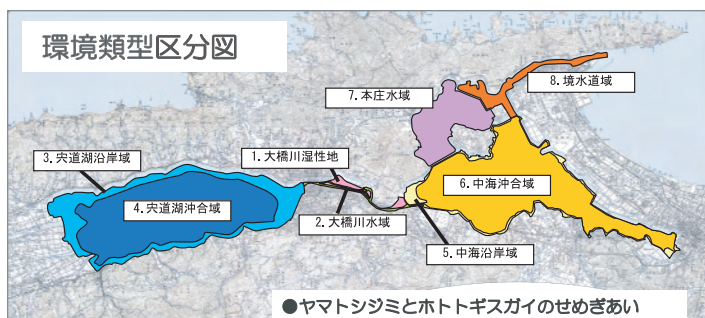 環境類型区分図
8.境水道域
7.本庄水域
3.宍道湖沿岸域
1.大橋川湿性地
6.中海沖合域
4.宍道湖沖合域
2.大橋川水域
5.中海沿岸域
●ヤマトシジミとホトトギスガイのせめぎあい